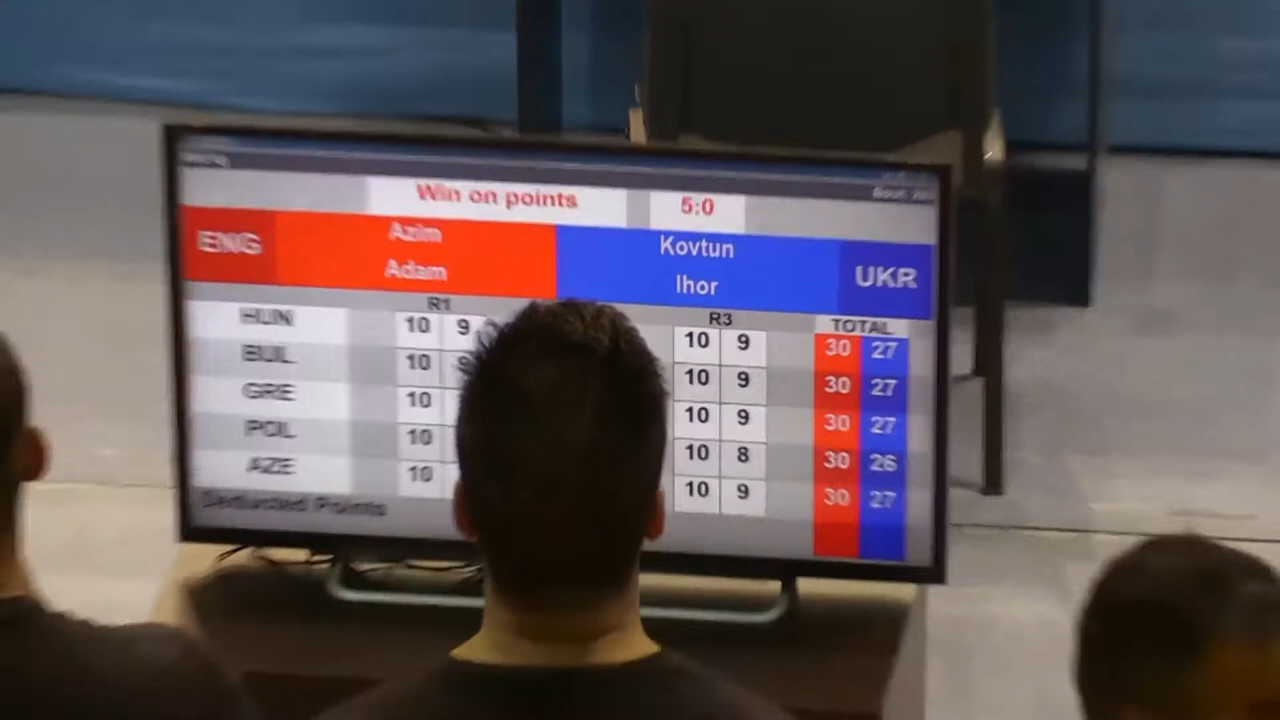 Win on points 5:0
ENG Azim Adam Kovtun Ihor UKR
R1 R3 TOTAL
HUN 10 9 10 9 30 27
BUL 10 9 10 9 30 27
GRE 10 10 9 30 27
POL 10 10 8 30 26
AZE 10 10 9 30 27
Deducted Points